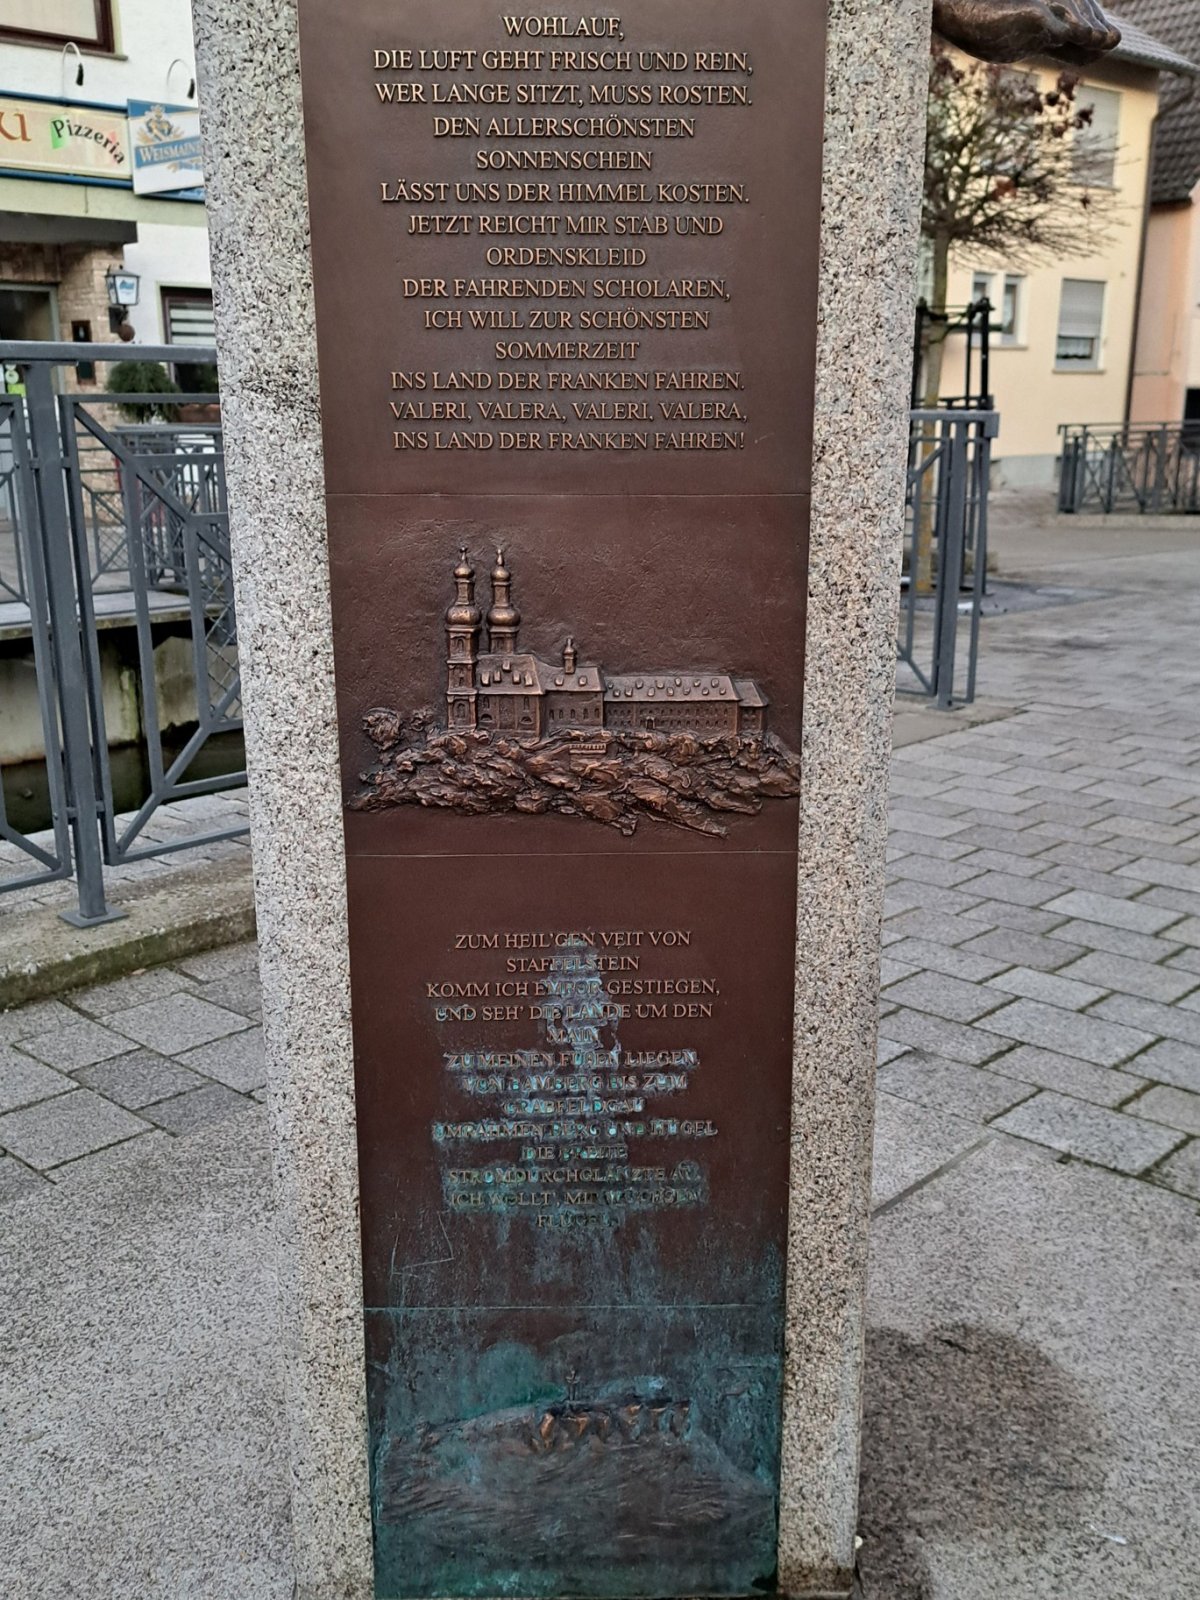 WOHLAUF,
DIE LUFT GEHT FRISCH UND REIN,
WER LANGE SITZT, MUSS ROSTEN.
DEN ALLERSCHÖNSTEN
SONNENSCHEIN
LÄSST UNS DER HIMMEL KOSTEN.
JETZT REICHT MIR STAB UND
ORDENSKLEID
DER FAHRENDEN SCHOLAREN,
ICH WILL ZUR SCHÖNSTEN
SOMMERZEIT
INS LAND DER FRANKEN FAHREN.
VALERI, VALERA, VALERI, VALERA,
INS LAND DER FRANKEN FAHREN!
Pizzeria
ZUM HEIL'GEN VEIT VON
STAFFELSTEIN
KOMM ICH EMPOR GESTIEGEN,
UND SEH' DIE LANDE UM DEN
MAIN
ZU MEINEN FÜßEN LIEGEN.
VON BAMBERG BIS ZUM
GRABFELDGAU
UMRAHMEN BERG UND HÜGEL
DIE BREITE
STROMDURCHGLÄNZTE AU.
ICH WOLLT', MIR WÜCHSEN
FLÜGEL.